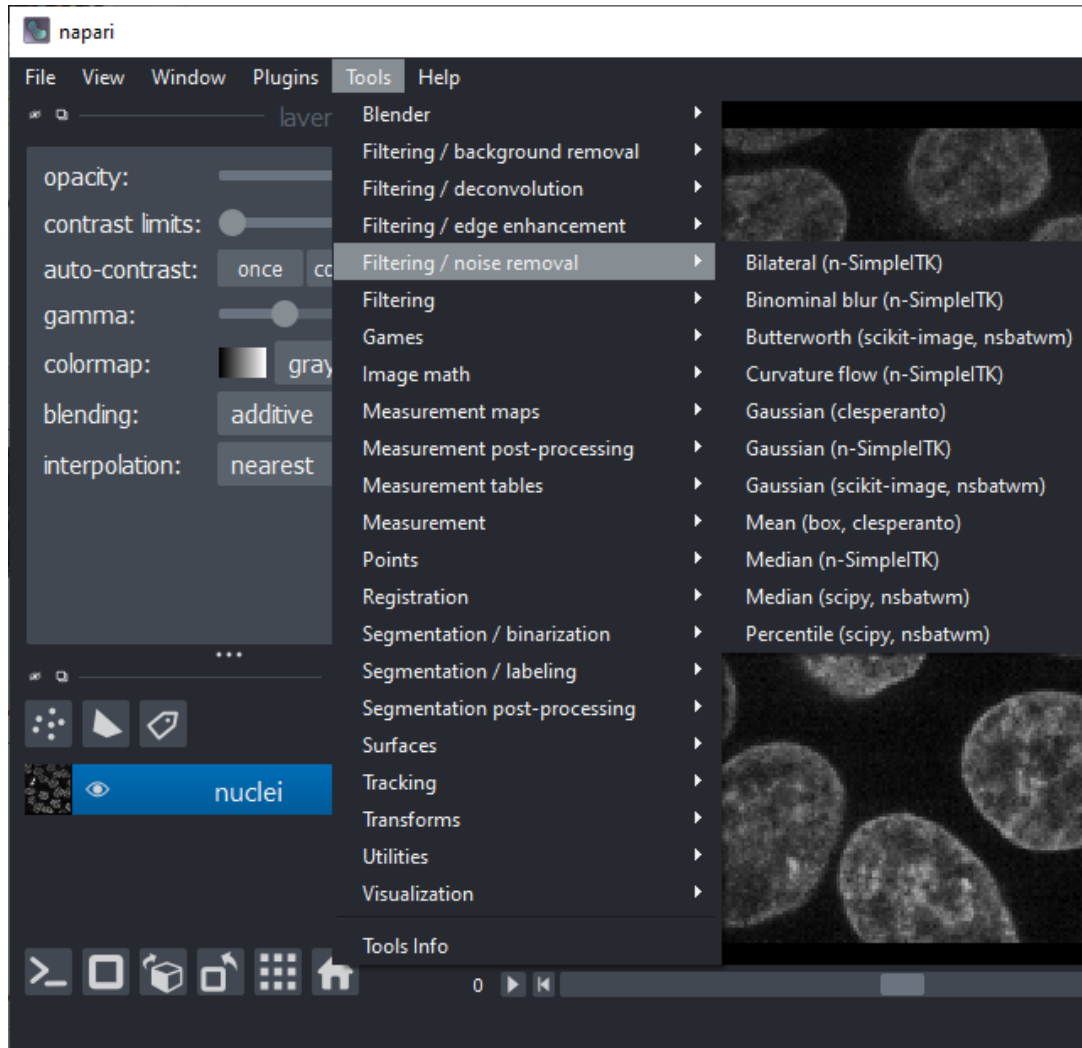 napari
File View Window Plugins Tools Help
layer
opacity:
contrast limits:
auto-contrast: once
gamma:
colormap: gray
blending: additive
interpolation: nearest
nuclei
Blender
Filtering / background removal
Filtering / deconvolution
Filtering / edge enhancement
Filtering / noise removal
Filtering
Games
Image math
Measurement maps
Measurement post-processing
Measurement tables
Measurement
Points
Registration
Segmentation / binarization
Segmentation / labeling
Segmentation post-processing
Surfaces
Tracking
Transforms
Utilities
Visualization
Tools Info
Bilateral (n-SimpleITK)
Binominal blur (n-SimpleITK)
Butterworth (scikit-image, nsbatwm)
Curvature flow (n-SimpleITK)
Gaussian (clesperanto)
Gaussian (n-SimpleITK)
Gaussian (scikit-image, nsbatwm)
Mean (box, clesperanto)
Median (n-SimpleITK)
Median (scipy, nsbatwm)
Percentile (scipy, nsbatwm)
0